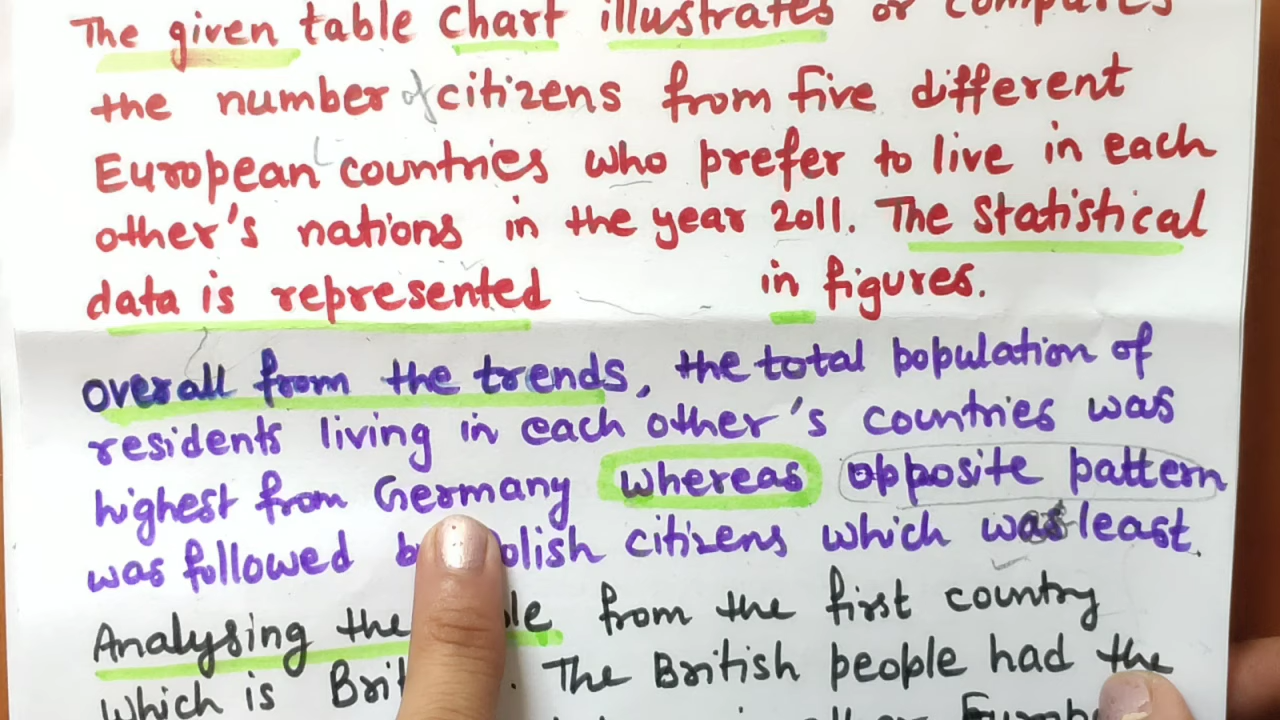 The given table chart illustrates or compares
the number of citizens from five different
European countries who prefer to live in each
other's nations in the year 2011. The statistical
data is represented in figures.
overall from the trends, the total population of
residents living in each other's countries was
highest from Germany whereas opposite pattern
was followed citizens which was least.
Analysing the from the first country
which is The British people had the